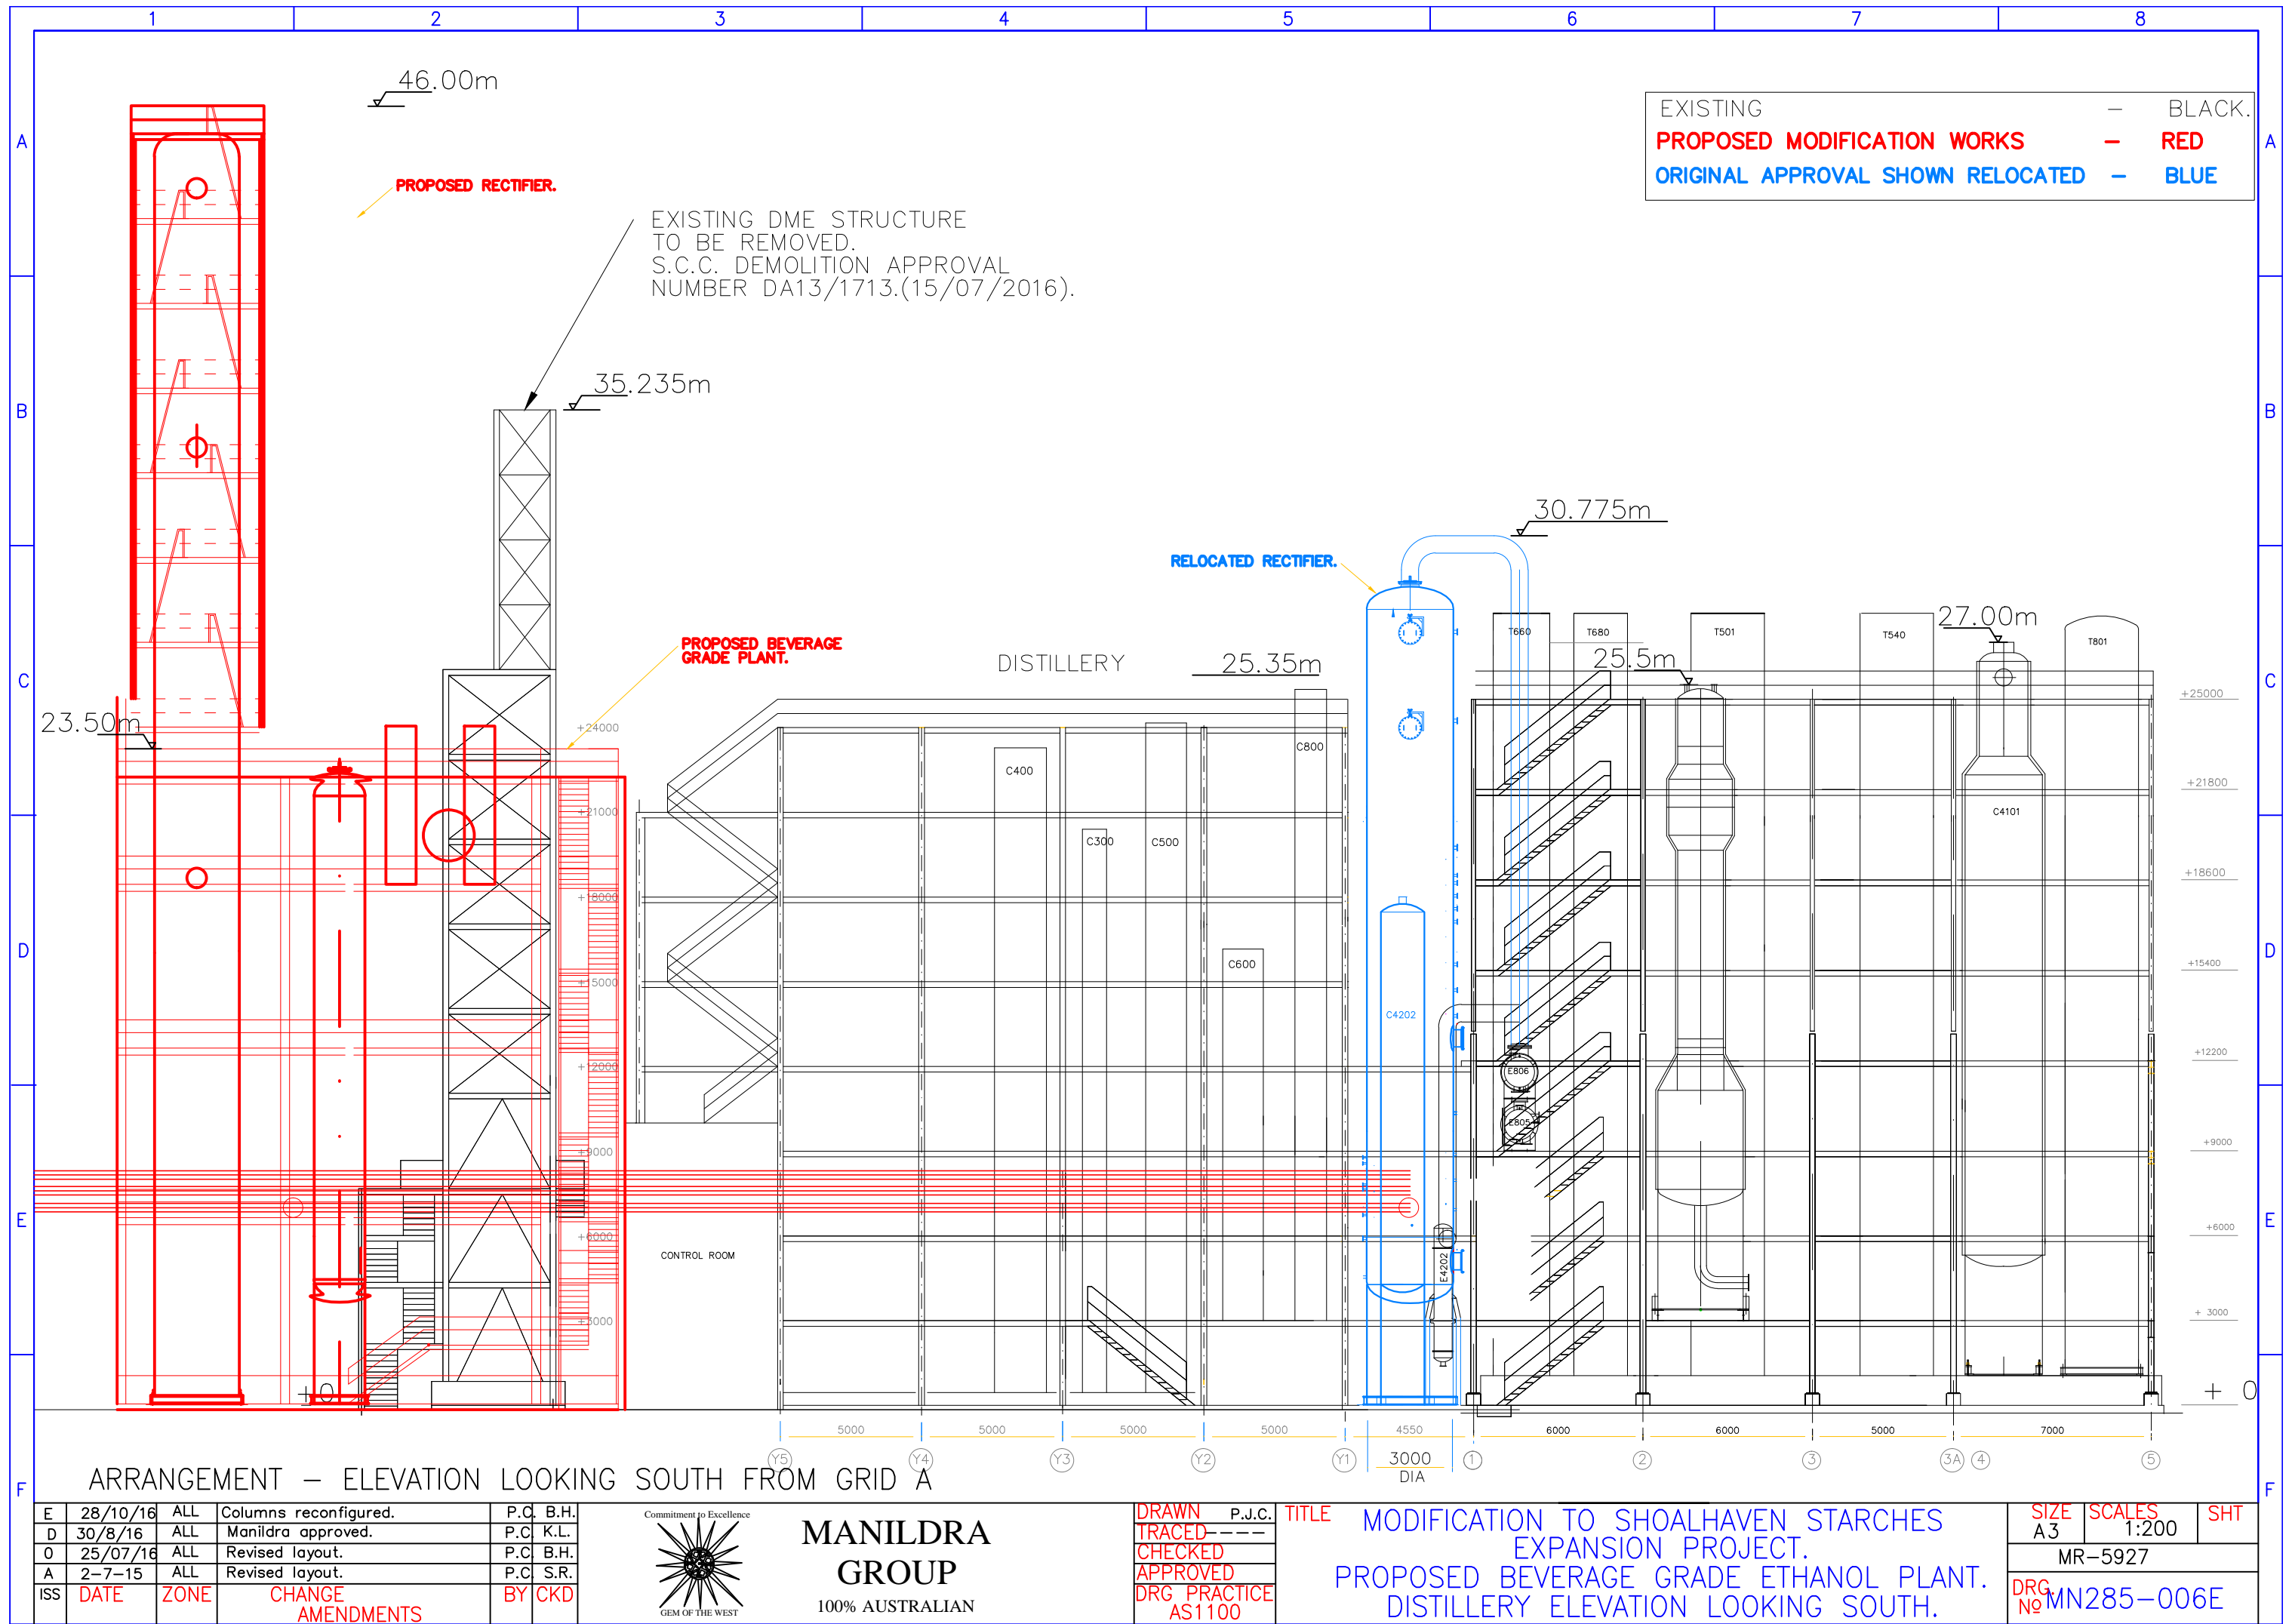 1 2 3 4 5 6 7 8
A A
B B
C C
D D
E E
F F
EXISTING – BLACK.
PROPOSED MODIFICATION WORKS – RED
ORIGINAL APPROVAL SHOWN RELOCATED – BLUE
46.00m
PROPOSED RECTIFIER.
EXISTING DME STRUCTURE
TO BE REMOVED.
S.C.C. DEMOLITION APPROVAL
NUMBER DA13/1713.(15/07/2016).
35.235m
30.775m
RELOCATED RECTIFIER.
PROPOSED BEVERAGE
GRADE PLANT.
DISTILLERY
25.35m
25.5m
27.00m
23.50m
T660
T680
T501
T540
T801
C400
C800
C300
C500
C600
C4202
C4101
E806
E805
E4202
CONTROL ROOM
+24000
+21000
+18000
+15000
+12000
+9000
+6000
+3000
+0
+25000
+21800
+18600
+15400
+12200
+9000
+6000
+ 3000
+ 0
5000 5000 5000 5000 4550 6000 6000 5000 7000
Y5 Y4 Y3 Y2 Y1 1 2 3 3A 4 5
3000
DIA
ARRANGEMENT – ELEVATION LOOKING SOUTH FROM GRID A
E 28/10/16 ALL Columns reconfigured. P.C. B.H.
D 30/8/16 ALL Manildra approved. P.C. K.L.
0 25/07/16 ALL Revised layout. P.C. B.H.
A 2-7-15 ALL Revised layout. P.C. S.R.
ISS DATE ZONE CHANGE BY CKD
AMENDMENTS
Commitment to Excellence
GEM OF THE WEST
MANILDRA
GROUP
100% AUSTRALIAN
DRAWN P.J.C.
TRACED ----
CHECKED
APPROVED
DRG PRACTICE
AS1100
TITLE
MODIFICATION TO SHOALHAVEN STARCHES
EXPANSION PROJECT.
PROPOSED BEVERAGE GRADE ETHANOL PLANT.
DISTILLERY ELEVATION LOOKING SOUTH.
SIZE SCALES SHT
A3 1:200
MR-5927
DRG. Nº MN285-006E